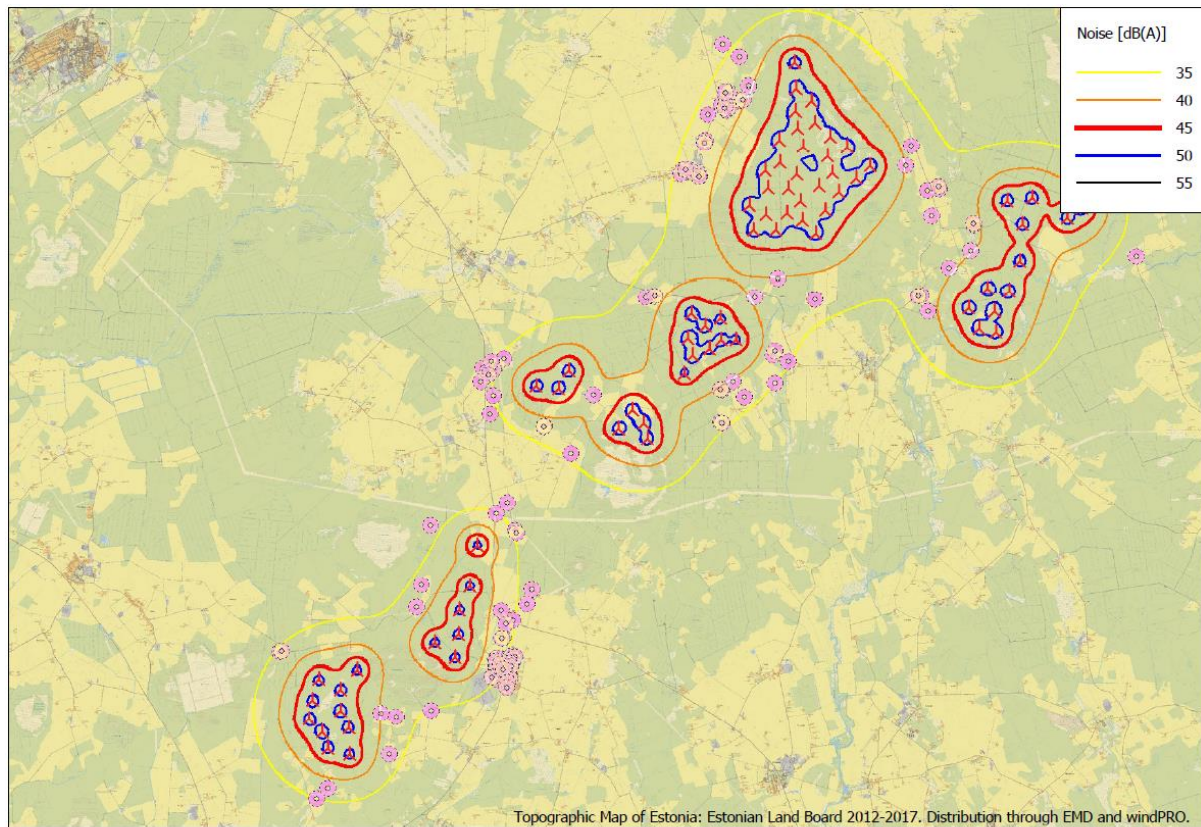 Noise [dB(A)]
35
40
45
50
55
Topographic Map of Estonia: Estonian Land Board 2012-2017. Distribution through EMD and windPRO.